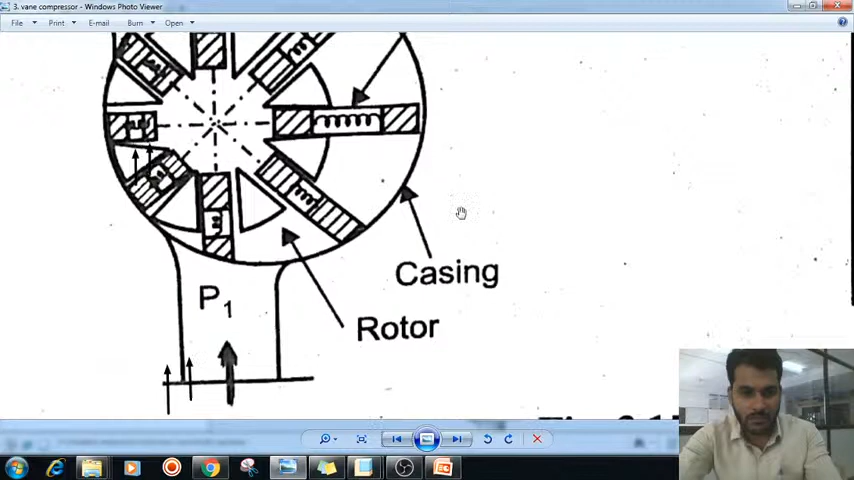 3. vane compressor - Windows Photo Viewer
File Print E-mail Burn Open
Casing
P1
Rotor